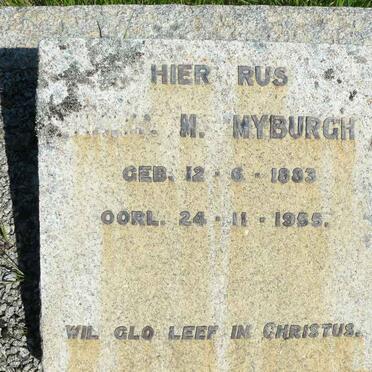 HIER RUS
M. MYBURGH
GEB. 12 - 6 - 1883
OORL. 24 - 11 - 1955.
WIL GLO LEEF IN CHRISTUS.